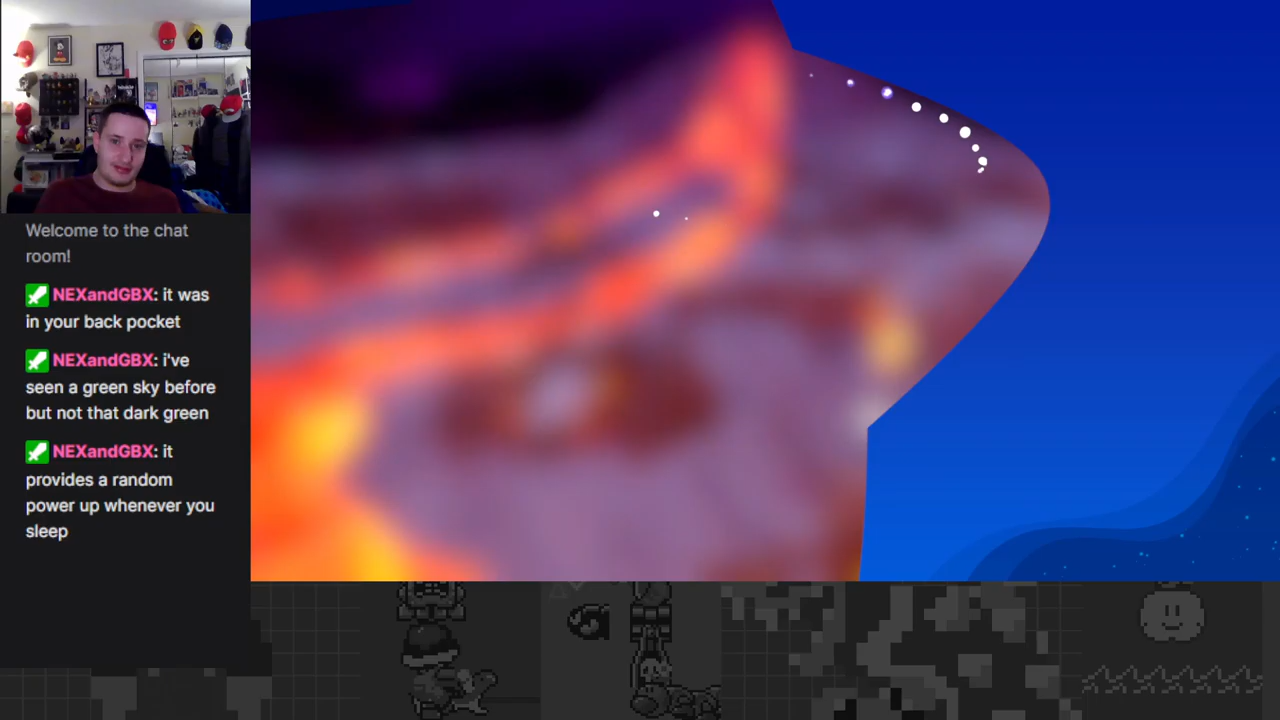 Welcome to the chat
room!
NEXandGBX: it was
in your back pocket
NEXandGBX: i've
seen a green sky before
but not that dark green
NEXandGBX: it
provides a random
power up whenever you
sleep